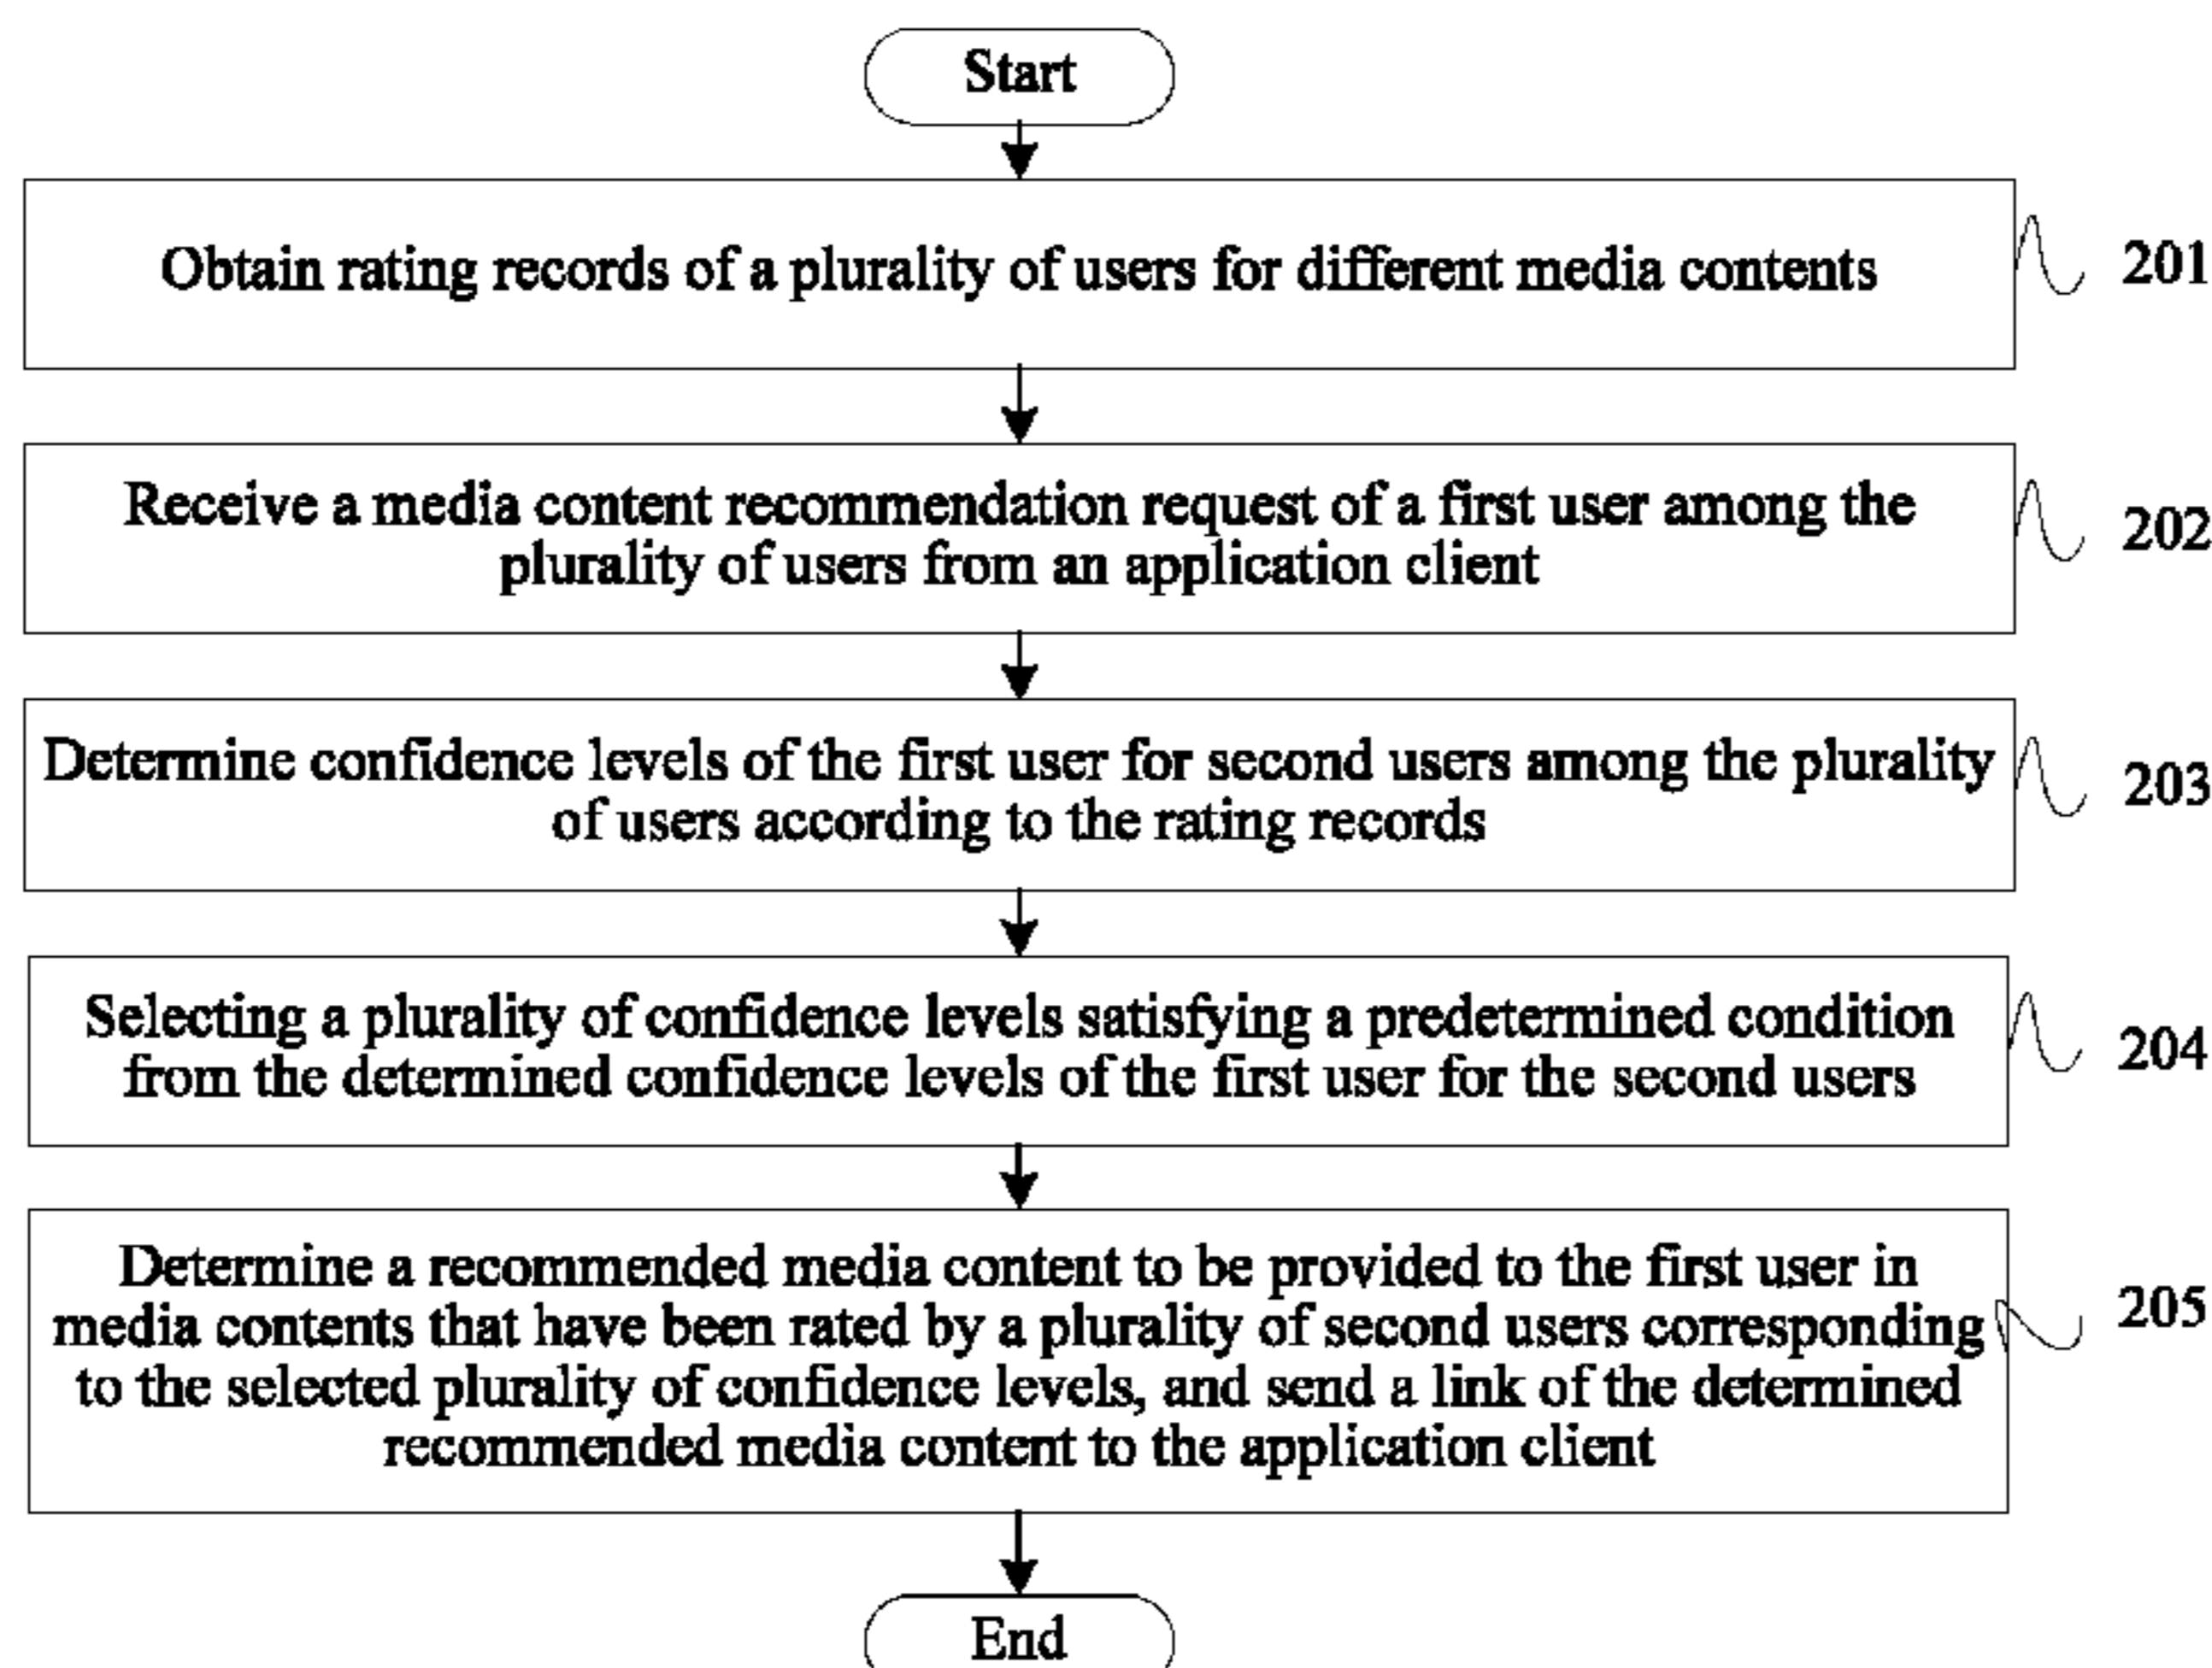 Start
Obtain rating records of a plurality of users for different media contents
201
Receive a media content recommendation request of a first user among the
plurality of users from an application client
202
Determine confidence levels of the first user for second users among the plurality
of users according to the rating records
203
Selecting a plurality of confidence levels satisfying a predetermined condition
from the determined confidence levels of the first user for the second users
204
Determine a recommended media content to be provided to the first user in
media contents that have been rated by a plurality of second users corresponding
to the selected plurality of confidence levels, and send a link of the determined
recommended media content to the application client
205
End